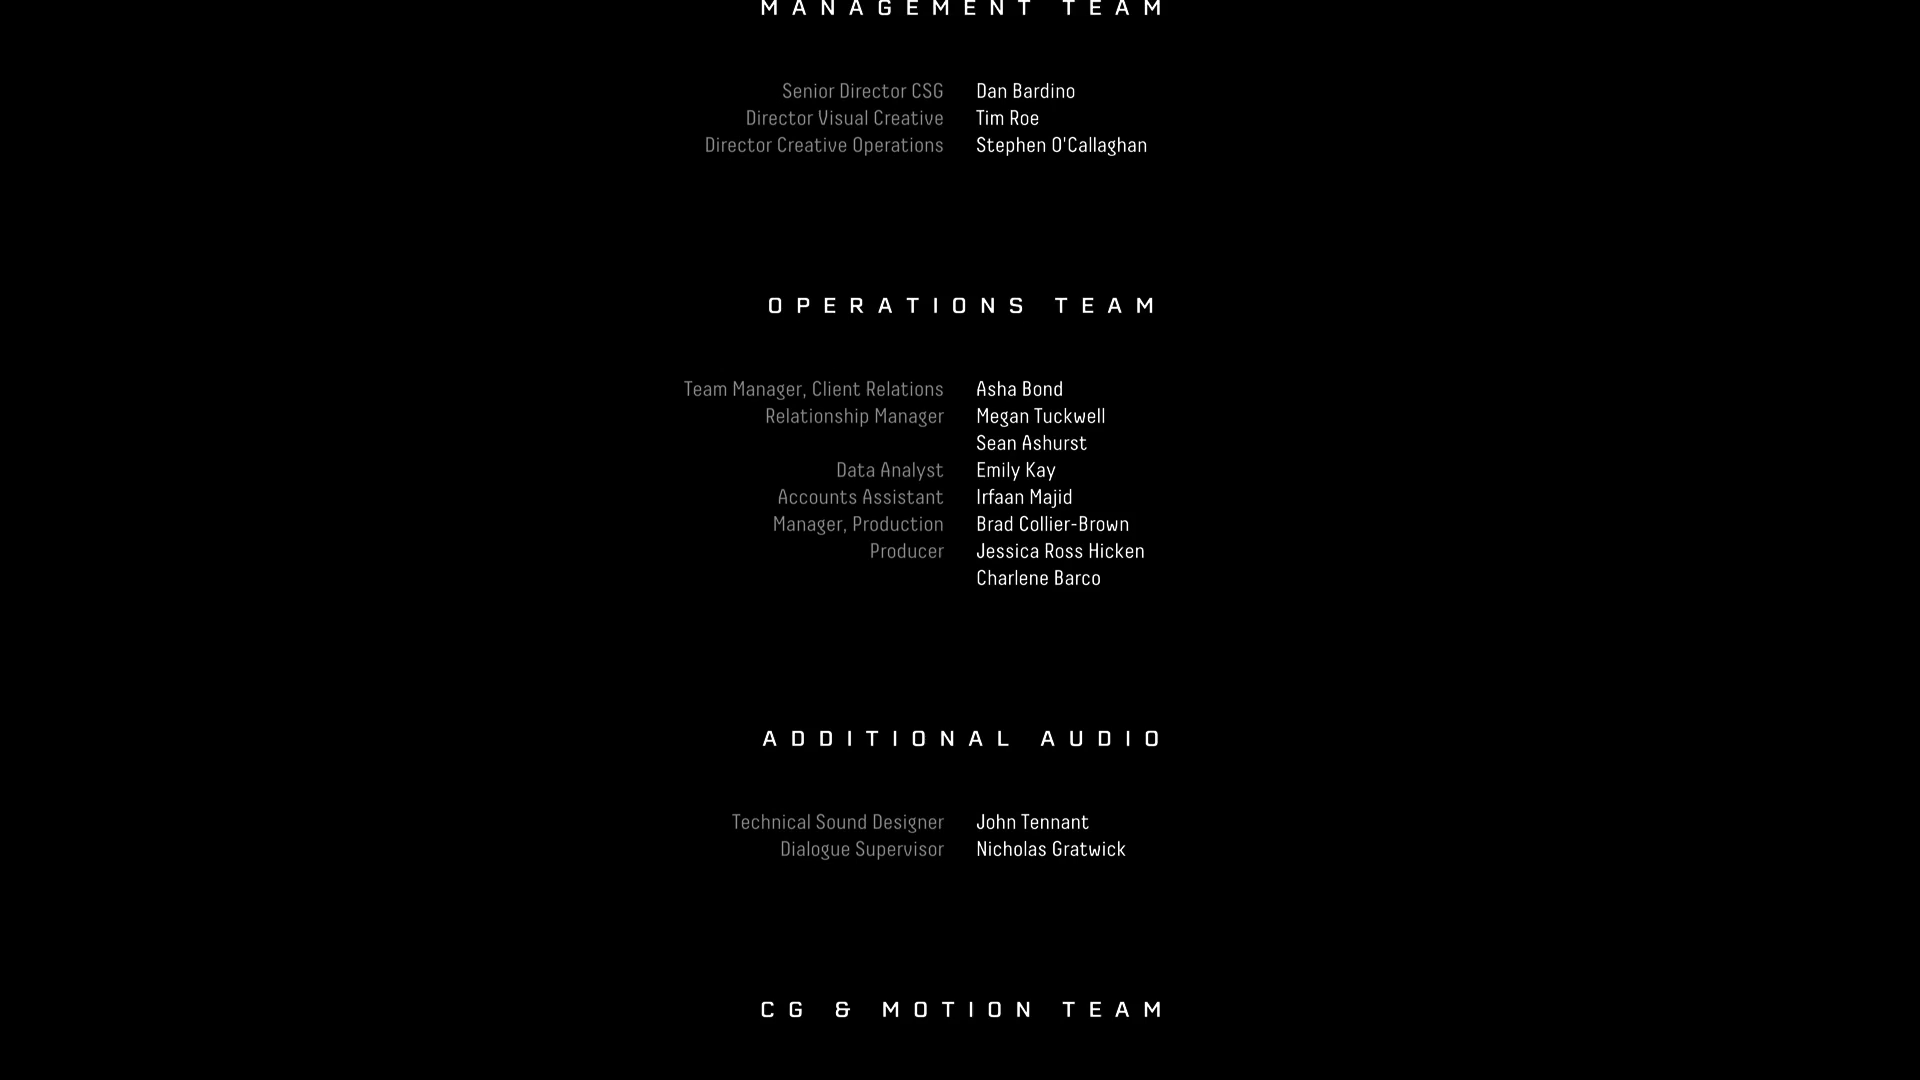 MANAGEMENT TEAM
Senior Director CSG Dan Bardino
Director Visual Creative Tim Roe
Director Creative Operations Stephen O'Callaghan
OPERATIONS TEAM
Team Manager, Client Relations Asha Bond
Relationship Manager Megan Tuckwell
Sean Ashurst
Data Analyst Emily Kay
Accounts Assistant Irfaan Majid
Manager, Production Brad Collier-Brown
Producer Jessica Ross Hicken
Charlene Barco
ADDITIONAL AUDIO
Technical Sound Designer John Tennant
Dialogue Supervisor Nicholas Gratwick
CG & MOTION TEAM